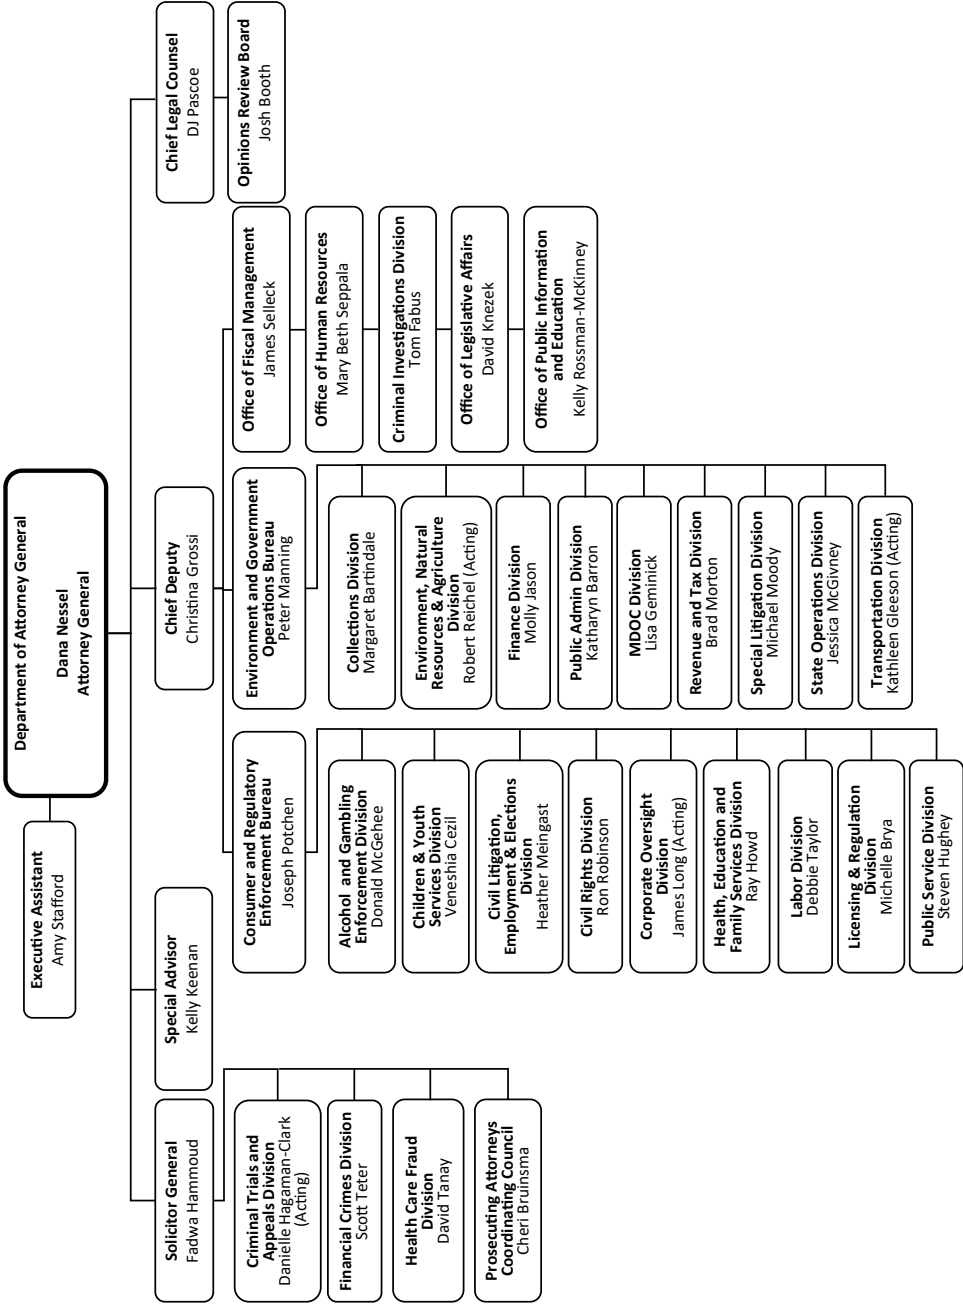 Department of Attorney General
Dana Nessel
Attorney General
Executive Assistant
Amy Stafford
Solicitor General
Fadwa Hammoud
Special Advisor
Kelly Keenan
Chief Deputy
Christina Grossi
Chief Legal Counsel
DJ Pascoe
Opinions Review Board
Josh Booth
Criminal Trials and
Appeals Division
Danielle Hagaman-Clark
(Acting)
Financial Crimes Division
Scott Teter
Health Care Fraud
Division
David Tanay
Prosecuting Attorneys
Coordinating Council
Cheri Bruinsma
Consumer and Regulatory
Enforcement Bureau
Joseph Potchen
Alcohol and Gambling
Enforcement Division
Donald McGehee
Children & Youth
Services Division
Veneshia Cezil
Civil Litigation,
Employment & Elections
Division
Heather Meingast
Civil Rights Division
Ron Robinson
Corporate Oversight
Division
James Long (Acting)
Health, Education and
Family Services Division
Ray Howd
Labor Division
Debbie Taylor
Licensing & Regulation
Division
Michelle Brya
Public Service Division
Steven Hughey
Environment and Government
Operations Bureau
Peter Manning
Collections Division
Margaret Bartindale
Environment, Natural
Resources & Agriculture
Division
Robert Reichel (Acting)
Finance Division
Molly Jason
Public Admin Division
Katharyn Barron
MDOC Division
Lisa Geminick
Revenue and Tax Division
Brad Morton
Special Litigation Division
Michael Moody
State Operations Division
Jessica McGivney
Transportation Division
Kathleen Gleeson (Acting)
Office of Fiscal Management
James Selleck
Office of Human Resources
Mary Beth Seppala
Criminal Investigations Division
Tom Fabus
Office of Legislative Affairs
David Knezek
Office of Public Information
and Education
Kelly Rossman-McKinney